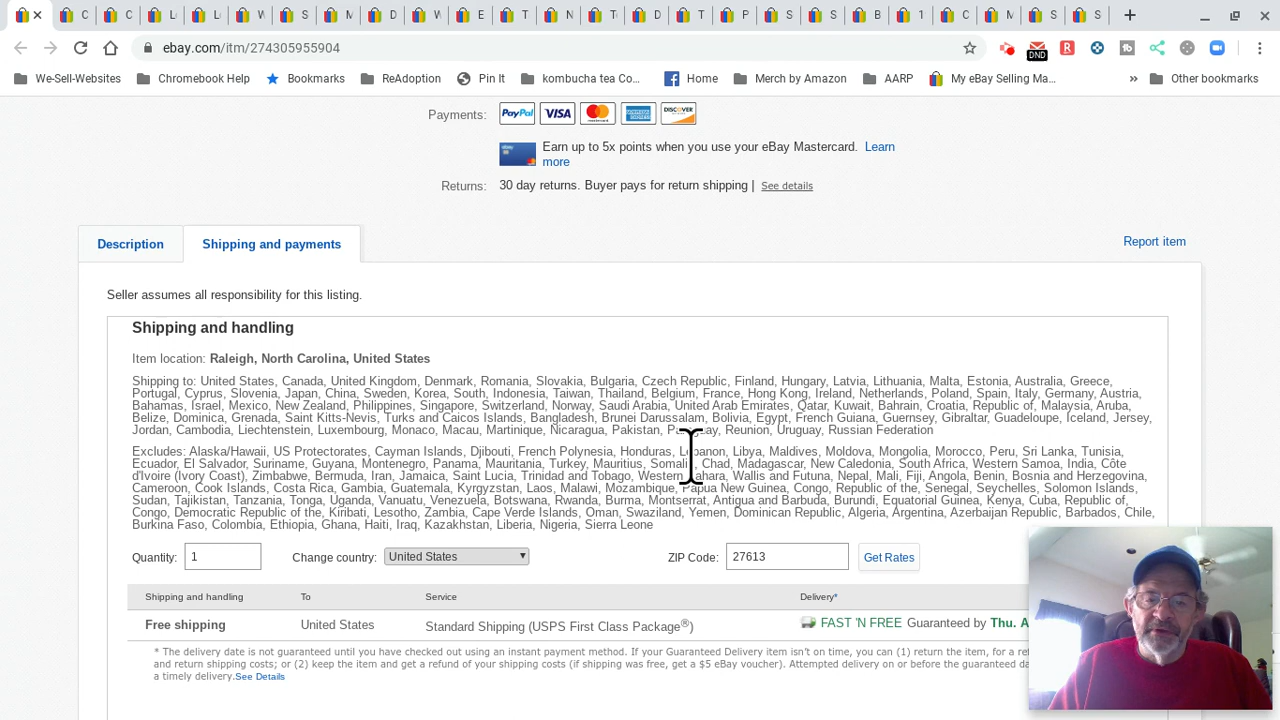 C
C
L
L
W
S
M
D
W
E
T
N
T
D
T
P
S
S
B
1
C
M
S
S
ebay.com/itm/274305955904
DND
We-Sell-Websites
Chromebook Help
Bookmarks
ReAdoption
Pin It
kombucha tea Co...
Home
Merch by Amazon
AARP
My eBay Selling Ma...
»
Other bookmarks
Payments:
PayPal
VISA
DISCOVER
Earn up to 5x points when you use your eBay Mastercard. Learn
more
Returns:
30 day returns. Buyer pays for return shipping | See details
Description
Shipping and payments
Report item
Seller assumes all responsibility for this listing.
Shipping and handling
Item location: Raleigh, North Carolina, United States
Shipping to: United States, Canada, United Kingdom, Denmark, Romania, Slovakia, Bulgaria, Czech Republic, Finland, Hungary, Latvia, Lithuania, Malta, Estonia, Australia, Greece,
Portugal, Cyprus, Slovenia, Japan, China, Sweden, Korea, South, Indonesia, Taiwan, Thailand, Belgium, France, Hong Kong, Ireland, Netherlands, Poland, Spain, Italy, Germany, Austria,
Bahamas, Israel, Mexico, New Zealand, Philippines, Singapore, Switzerland, Norway, Saudi Arabia, United Arab Emirates, Qatar, Kuwait, Bahrain, Croatia, Republic of, Malaysia, Aruba,
Belize, Dominica, Grenada, Saint Kitts-Nevis, Turks and Caicos Islands, Bangladesh, Brunei Darussalam, Bolivia, Egypt, French Guiana, Guernsey, Gibraltar, Guadeloupe, Iceland, Jersey,
Jordan, Cambodia, Liechtenstein, Luxembourg, Monaco, Macau, Martinique, Nicaragua, Pakistan, Paraguay, Reunion, Uruguay, Russian Federation
Excludes: Alaska/Hawaii, US Protectorates, Cayman Islands, Djibouti, French Polynesia, Honduras, Lebanon, Libya, Maldives, Moldova, Mongolia, Morocco, Peru, Sri Lanka, Tunisia,
Ecuador, El Salvador, Suriname, Guyana, Montenegro, Panama, Mauritania, Turkey, Mauritius, Somalia, Chad, Madagascar, New Caledonia, South Africa, Western Samoa, India, Côte
d'Ivoire (Ivory Coast), Zimbabwe, Bermuda, Iran, Jamaica, Saint Lucia, Trinidad and Tobago, Western Sahara, Wallis and Futuna, Nepal, Mali, Fiji, Angola, Benin, Bosnia and Herzegovina,
Cameroon, Cook Islands, Costa Rica, Gambia, Guatemala, Kyrgyzstan, Laos, Malawi, Mozambique, Papua New Guinea, Congo, Republic of the, Senegal, Seychelles, Solomon Islands,
Sudan, Tajikistan, Tanzania, Tonga, Uganda, Vanuatu, Venezuela, Botswana, Rwanda, Burma, Montserrat, Antigua and Barbuda, Burundi, Equatorial Guinea, Kenya, Cuba, Republic of,
Congo, Democratic Republic of the, Kiribati, Lesotho, Zambia, Cape Verde Islands, Oman, Swaziland, Yemen, Dominican Republic, Algeria, Argentina, Azerbaijan Republic, Barbados, Chile,
Burkina Faso, Colombia, Ethiopia, Ghana, Haiti, Iraq, Kazakhstan, Liberia, Nigeria, Sierra Leone
Quantity: 1
Change country: United States
ZIP Code: 27613
Get Rates
Shipping and handling
To
Service
Delivery*
Free shipping
United States
Standard Shipping (USPS First Class Package®)
FAST 'N FREE Guaranteed by Thu. A
* The delivery date is not guaranteed until you have checked out using an instant payment method. If your Guaranteed Delivery item isn't on time, you can (1) return the item, for a re
and return shipping costs; or (2) keep the item and get a refund of your shipping costs (if shipping was free, get a $5 eBay voucher). Attempted delivery on or before the guaranteed da
a timely delivery.See Details